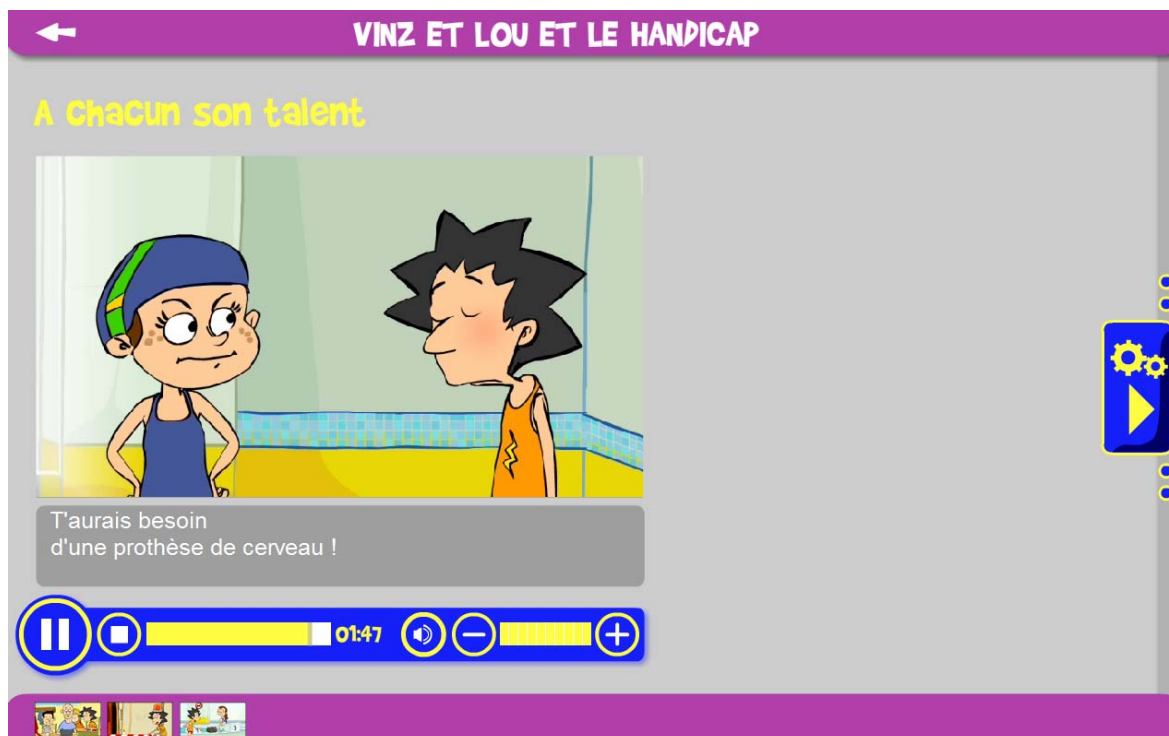 VINZ ET LOU ET LE HANDICAP
A chacun son talent
T'aurais besoin
d'une prothèse de cerveau !
01:47